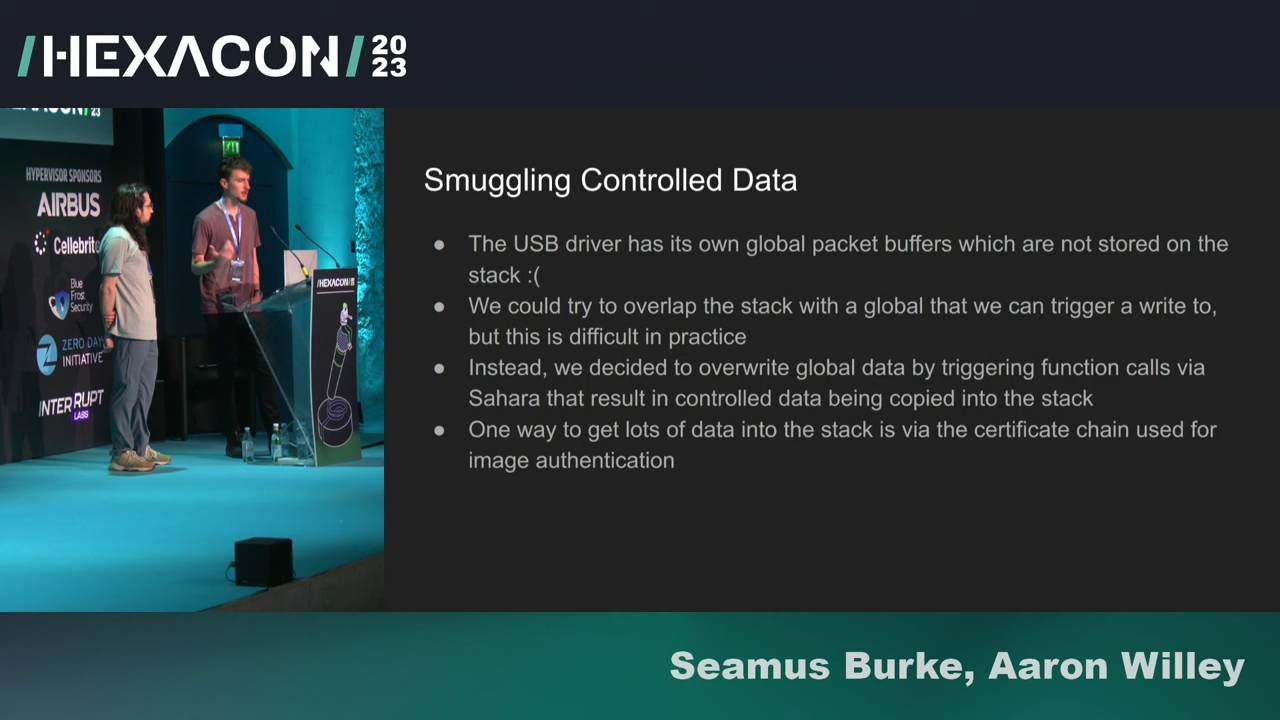 /HEXACON/ 20
23
HYPERVISOR SPONSORS
AIRBUS
Cellebrit
Blue
Frost
Security
ZERO DAY
INITIATIVE
INTERRUPT
LABS
/HEXACON/
Smuggling Controlled Data
● The USB driver has its own global packet buffers which are not stored on the
stack :(
● We could try to overlap the stack with a global that we can trigger a write to,
but this is difficult in practice
● Instead, we decided to overwrite global data by triggering function calls via
Sahara that result in controlled data being copied into the stack
● One way to get lots of data into the stack is via the certificate chain used for
image authentication
Seamus Burke, Aaron Willey